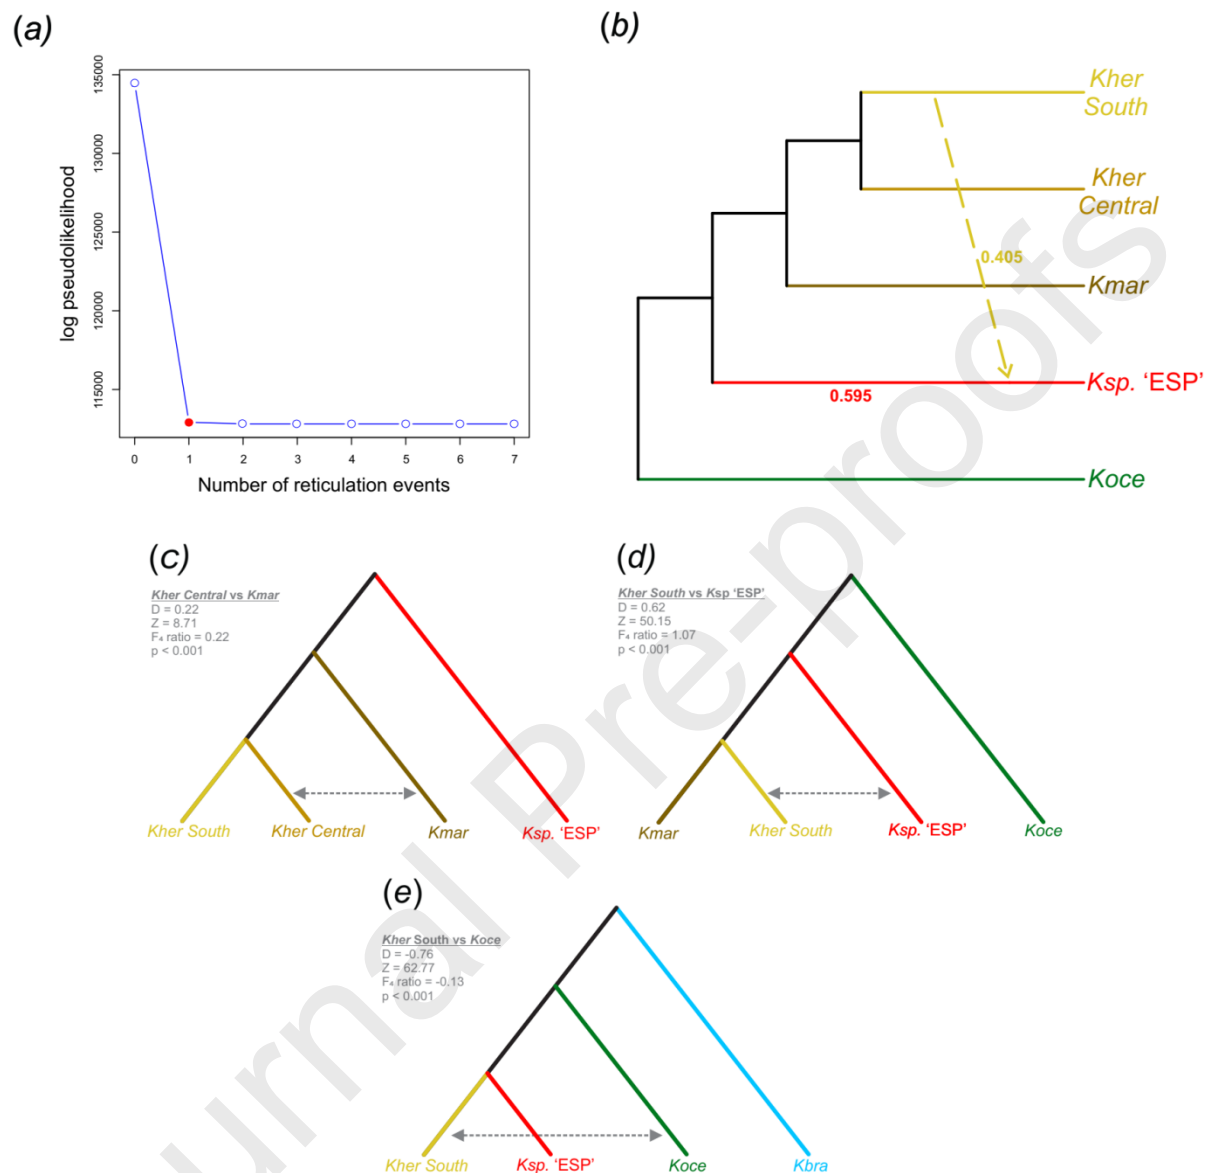 (a)
135000
130000
125000
120000
115000
log pseudolikelihood
0 1 2 3 4 5 6 7
Number of reticulation events
(b)
Kher
South
Kher
Central
0.405
Kmar
Ksp. ‘ESP’
0.595
Koce
(c)
Kher Central vs Kmar
D = 0.22
Z = 8.71
F₄ ratio = 0.22
p < 0.001
Kher South
Kher Central
Kmar
Ksp. ‘ESP’
(d)
Kher South vs Ksp ‘ESP’
D = 0.62
Z = 50.15
F₄ ratio = 1.07
p < 0.001
Kmar
Kher South
Ksp. ‘ESP’
Koce
(e)
Kher South vs Koce
D = -0.76
Z = 62.77
F₄ ratio = -0.13
p < 0.001
Kher South
Ksp. ‘ESP’
Koce
Kbra
urnal Pre-proofs